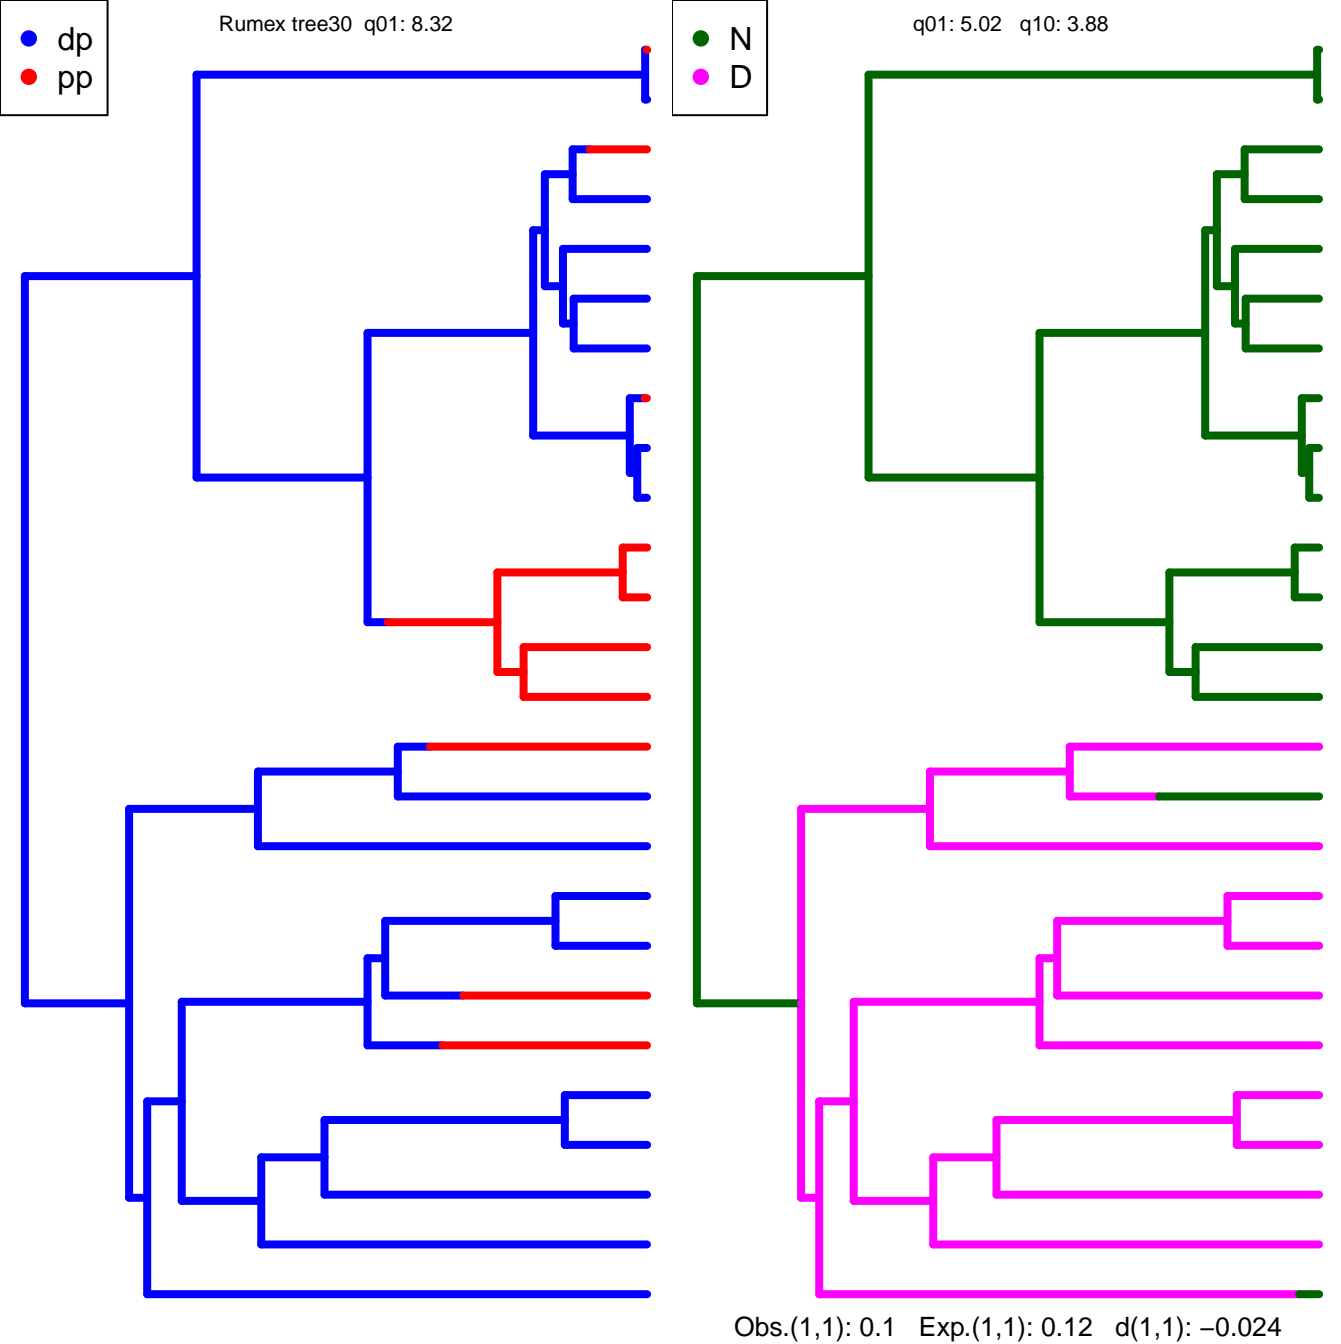 Rumex tree30  q01: 8.32
dp
pp
q01: 5.02   q10: 3.88
N
D
Obs.(1,1): 0.1   Exp.(1,1): 0.12   d(1,1): −0.024